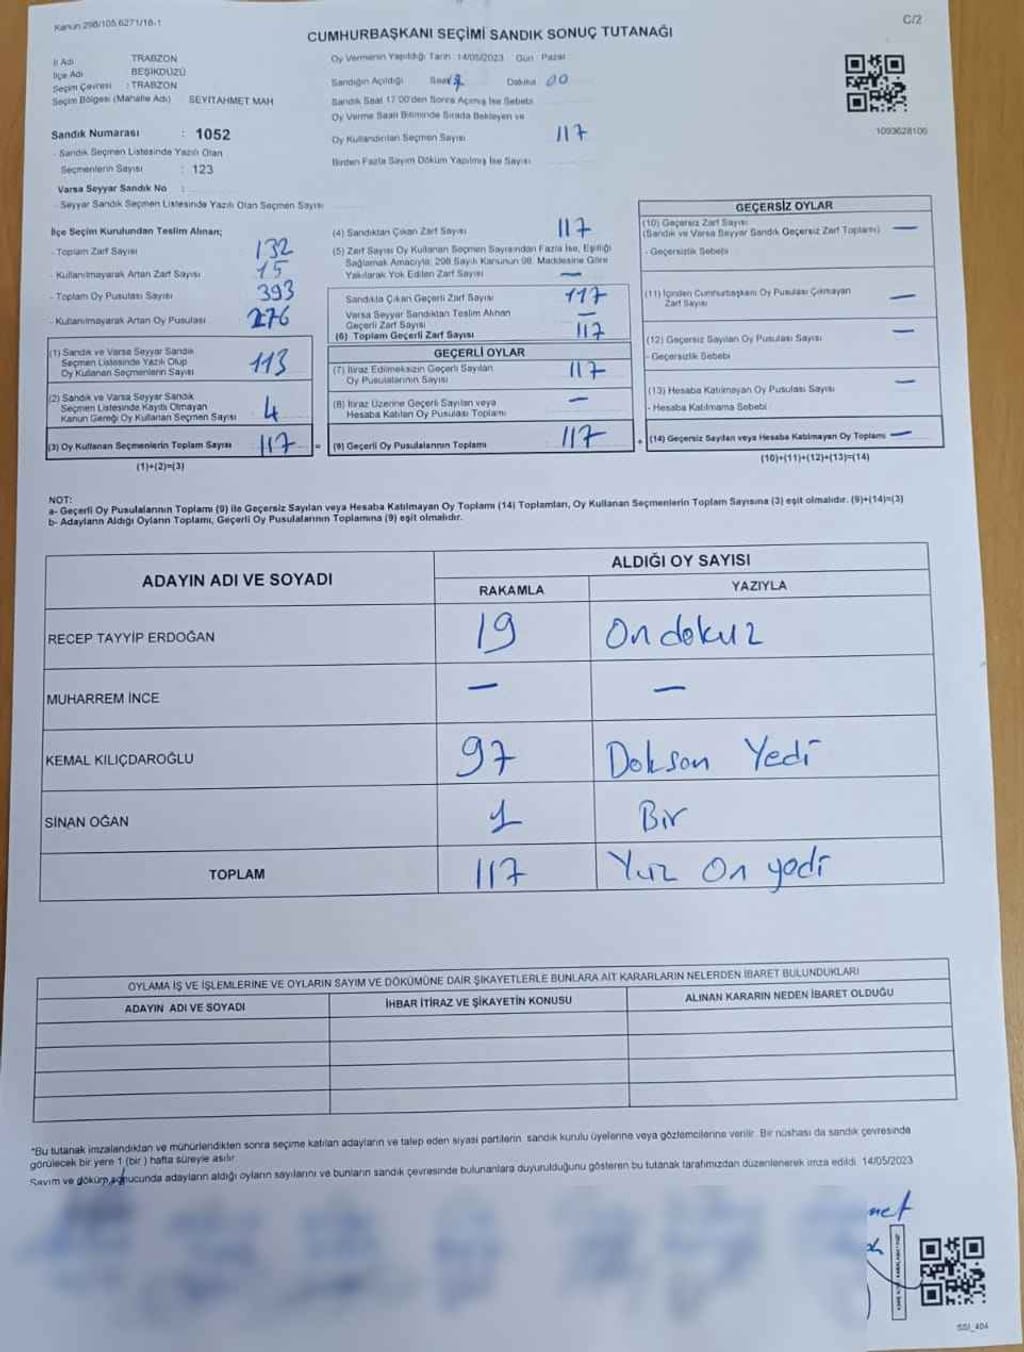 Kanun 298/105,6271/18-1
C/2
CUMHURBAŞKANI SEÇİMİ SANDIK SONUÇ TUTANAĞI
İl Adı TRABZON
İlçe Adı BEŞİKDÜZÜ
Seçim Çevresi : TRABZON
Seçim Bölgesi (Mahalle Adı) SEYİTAHMET MAH
Sandık Numarası : 1052
- Sandık Seçmen Listesinde Yazılı Olan
Seçmenlerin Sayısı : 123
Varsa Seyyar Sandık No :
- Seyyar Sandık Seçmen Listesinde Yazılı Olan Seçmen Sayısı
Oy Vermenin Yapıldığı Tarih 14/05/2023 Gün : Pazar
Sandığın Açıldığı Saat Dakika 00
Sandık Saat 17:00'den Sonra Açılmış İse Sebebi
Oy Verme Saati Bitiminde Sırada Bekleyen ve
Oy Kullandırılan Seçmen Sayısı 117
Birden Fazla Sayım Döküm Yapılmış İse Sayısı
1093628106
İlçe Seçim Kurulundan Teslim Alınan;
- Toplam Zarf Sayısı 132
- Kullanılmayarak Artan Zarf Sayısı 15
- Toplam Oy Pusulası Sayısı 393
- Kullanılmayarak Artan Oy Pusulası 276
(1) Sandık ve Varsa Seyyar Sandık
Seçmen Listesinde Yazılı Olup
Oy Kullanan Seçmenlerin Sayısı 113
(2) Sandık ve Varsa Seyyar Sandık
Seçmen Listesinde Kayıtlı Olmayan
Kanun Gereği Oy Kullanan Seçmen Sayısı 4
(3) Oy Kullanan Seçmenlerin Toplam Sayısı 117 =
(1)+(2)=(3)
(4) Sandıktan Çıkan Zarf Sayısı 117
(5) Zarf Sayısı Oy Kullanan Seçmen Sayısından Fazla İse, Eşitliği
Sağlamak Amacıyla; 298 Sayılı Kanunun 98. Maddesine Göre
Yakılarak Yok Edilen Zarf Sayısı —
Sandıkta Çıkan Geçerli Zarf Sayısı 117
Varsa Seyyar Sandıktan Teslim Alınan
Geçerli Zarf Sayısı —
(6) Toplam Geçerli Zarf Sayısı 117
GEÇERLİ OYLAR
(7) İtiraz Edilmeksizin Geçerli Sayılan
Oy Pusulalarının Sayısı 117
(8) İtiraz Üzerine Geçerli Sayılan veya
Hesaba Katılan Oy Pusulası Toplamı —
(9) Geçerli Oy Pusulalarının Toplamı 117 +
GEÇERSİZ OYLAR
(10) Geçersiz Zarf Sayısı
(Sandık ve Varsa Seyyar Sandık Geçersiz Zarf Toplamı) —
- Geçersizlik Sebebi
(11) İçinden Cumhurbaşkanı Oy Pusulası Çıkmayan
Zarf Sayısı —
(12) Geçersiz Sayılan Oy Pusulası Sayısı —
- Geçersizlik Sebebi
(13) Hesaba Katılmayan Oy Pusulası Sayısı —
- Hesaba Katılmama Sebebi
(14) Geçersiz Sayılan veya Hesaba Katılmayan Oy Toplamı —
(10)+(11)+(12)+(13)=(14)
NOT:
a- Geçerli Oy Pusulalarının Toplamı (9) ile Geçersiz Sayılan veya Hesaba Katılmayan Oy Toplamı (14) Toplamları, Oy Kullanan Seçmenlerin Toplam Sayısına (3) eşit olmalıdır. (9)+(14)=(3)
b- Adayların Aldığı Oyların Toplamı, Geçerli Oy Pusulalarının Toplamına (9) eşit olmalıdır.
ADAYIN ADI VE SOYADI ALDIĞI OY SAYISI
RAKAMLA YAZIYLA
RECEP TAYYİP ERDOĞAN 19 On dokuz
MUHARREM İNCE — —
KEMAL KILIÇDAROĞLU 97 Dokson Yedi
SİNAN OĞAN 1 Bir
TOPLAM 117 Yuz On yedi
OYLAMA İŞ VE İŞLEMLERİNE VE OYLARIN SAYIM VE DÖKÜMÜNE DAİR ŞİKAYETLERLE BUNLARA AİT KARARLARIN NELERDEN İBARET BULUNDUKLARI
ADAYIN ADI VE SOYADI İHBAR İTİRAZ VE ŞİKAYETİN KONUSU ALINAN KARARIN NEDEN İBARET OLDUĞU
*Bu tutanak imzalandıktan ve mühürlendikten sonra seçime katılan adayların ve talep eden siyasi partilerin sandık kurulu üyelerine veya gözlemcilerine verilir. Bir nüshası da sandık çevresinde
görülecek bir yere 1 (bir ) hafta süreyle asılır.
Sayım ve döküm sonucunda adayların aldığı oyların sayılarını ve bunların sandık çevresinde bulunanlara duyurulduğunu gösteren bu tutanak tarafımızdan düzenlenerek imza edildi. 14/05/2023
met
SSI_404